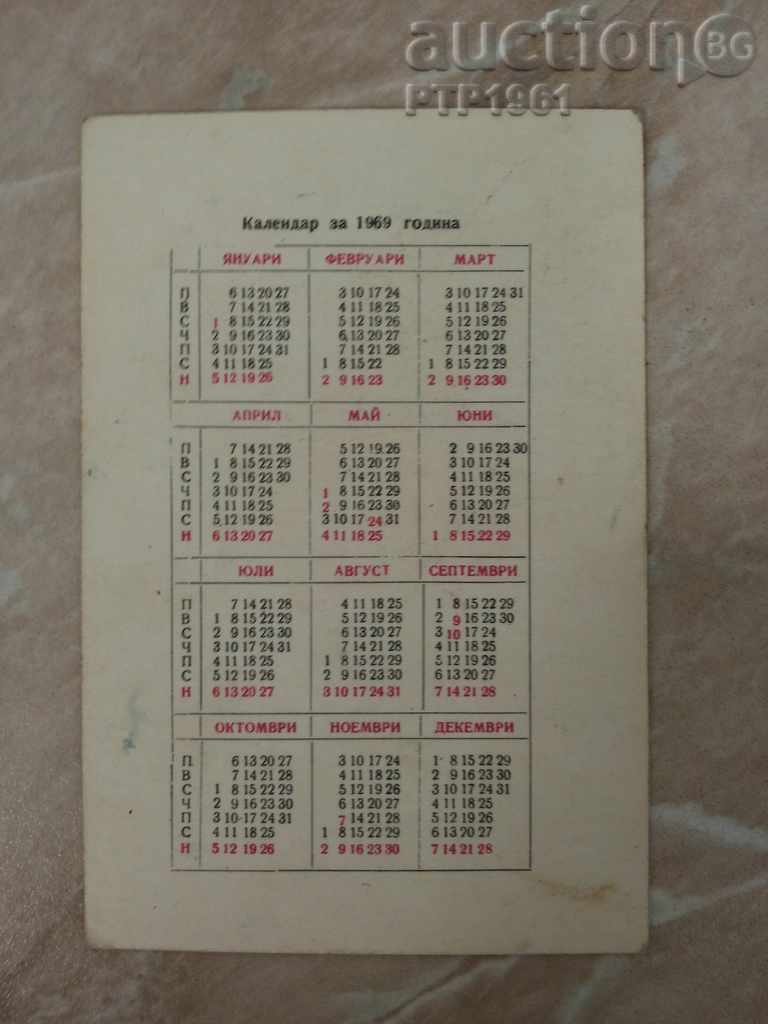 auctionBG
PTP1961
Календар за 1969 година
ЯНУАРИ ФЕВРУАРИ МАРТ
П 6 13 20 27 3 10 17 24 3 10 17 24 31
В 7 14 21 28 4 11 18 25 4 11 18 25
С 1 8 15 22 29 5 12 19 26 5 12 19 26
Ч 2 9 16 23 30 6 13 20 27 6 13 20 27
П 3 10 17 24 31 7 14 21 28 7 14 21 28
С 4 11 18 25 1 8 15 22 1 8 15 22 29
Н 5 12 19 26 2 9 16 23 2 9 16 23 30
АПРИЛ МАЙ ЮНИ
П 7 14 21 28 5 12 19 26 2 9 16 23 30
В 1 8 15 22 29 6 13 20 27 3 10 17 24
С 2 9 16 23 30 7 14 21 28 4 11 18 25
Ч 3 10 17 24 1 8 15 22 29 5 12 19 26
П 4 11 18 25 2 9 16 23 30 6 13 20 27
С 5 12 19 26 3 10 17 24 31 7 14 21 28
Н 6 13 20 27 4 11 18 25 1 8 15 22 29
ЮЛИ АВГУСТ СЕПТЕМВРИ
П 7 14 21 28 4 11 18 25 1 8 15 22 29
В 1 8 15 22 29 5 12 19 26 2 9 16 23 30
С 2 9 16 23 30 6 13 20 27 3 10 17 24
Ч 3 10 17 24 31 7 14 21 28 4 11 18 25
П 4 11 18 25 1 8 15 22 29 5 12 19 26
С 5 12 19 26 2 9 16 23 30 6 13 20 27
Н 6 13 20 27 3 10 17 24 31 7 14 21 28
ОКТОМВРИ НОЕМВРИ ДЕКЕМВРИ
П 6 13 20 27 3 10 17 24 1 8 15 22 29
В 7 14 21 28 4 11 18 25 2 9 16 23 30
С 1 8 15 22 29 5 12 19 26 3 10 17 24 31
Ч 2 9 16 23 30 6 13 20 27 4 11 18 25
П 3 10 17 24 31 7 14 21 28 5 12 19 26
С 4 11 18 25 1 8 15 22 29 6 13 20 27
Н 5 12 19 26 2 9 16 23 30 7 14 21 28